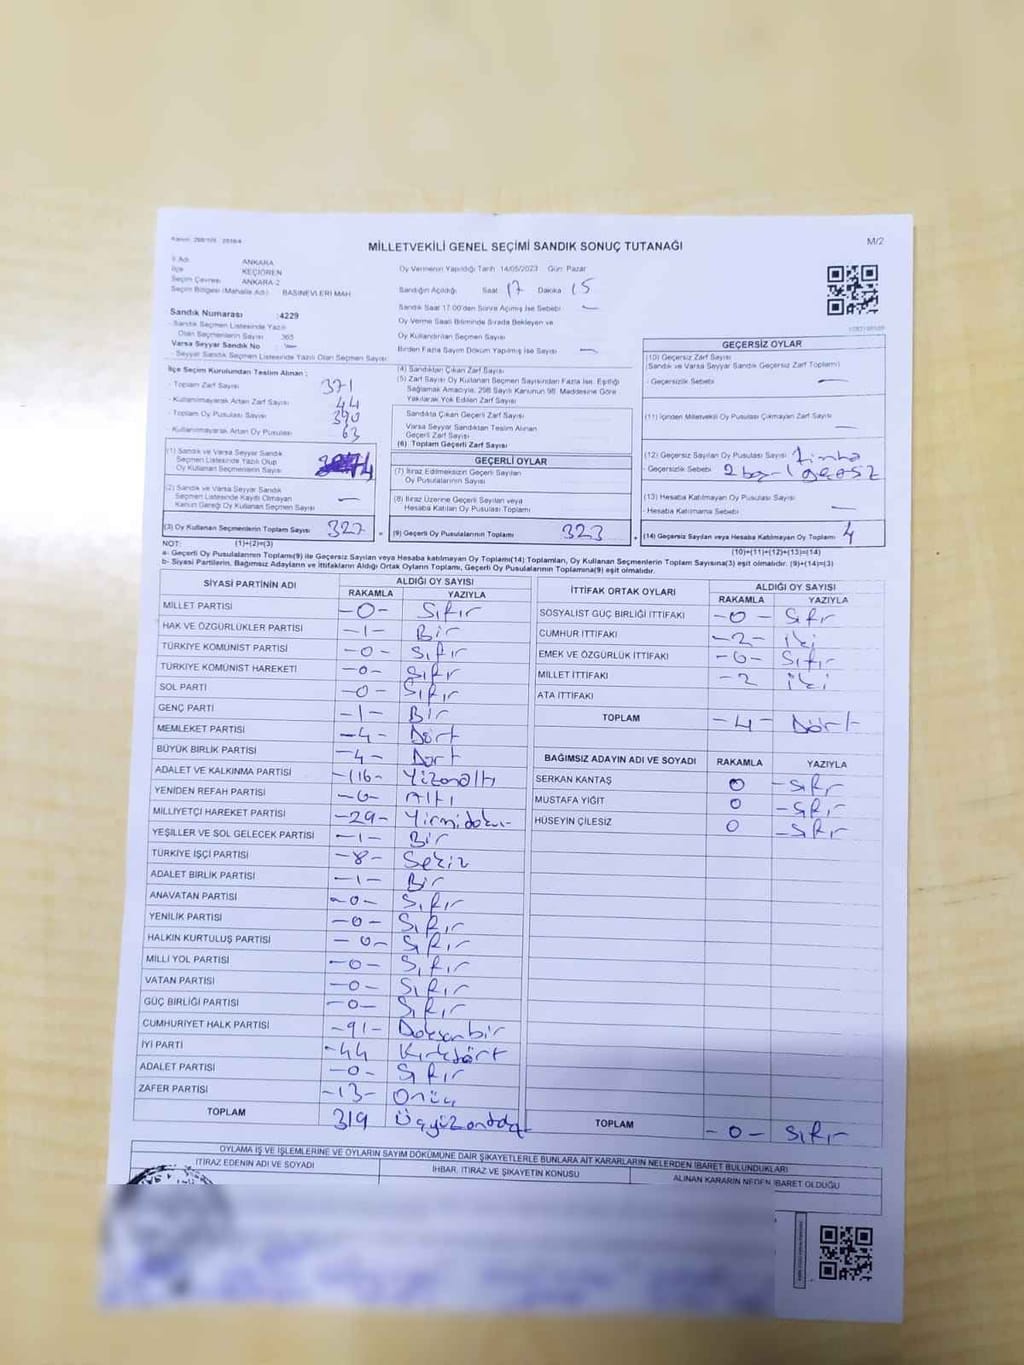 MİLLETVEKİLİ GENEL SEÇİMİ SANDIK SONUÇ TUTANAĞI
M/2
İl Adı ANKARA
İlçe KEÇİÖREN
Seçim Çevresi ANKARA-2
Seçim Bölgesi (Mahalle Adı) BASINEVLERİ MAH
Sandık Numarası :4229
- Sandık Seçmen Listesinde Yazılı
Olan Seçmenlerin Sayısı 365
Varsa Seyyar Sandık No
- Seyyar Sandık Seçmen Listesinde Yazılı Olan Seçmen Sayısı
Oy Vermenin Yapıldığı Tarih 14/05/2023 Gün: Pazar
Sandığın Açıldığı Saat 17 Dakika 15
Sandık Saat 17:00'den Sonra Açılmış İse Sebebi —
Oy Verme Saati Bitiminde Sırada Bekleyen ve
Oy Kullandırılan Seçmen Sayısı
Birden Fazla Sayım Döküm Yapılmış İse Sayısı —
İlçe Seçim Kurulundan Teslim Alınan :
- Toplam Zarf Sayısı 371
- Kullanılmayarak Artan Zarf Sayısı 44
- Toplam Oy Pusulası Sayısı 390
- Kullanılmayarak Artan Oy Pusulası 63
(1) Sandık ve Varsa Seyyar Sandık
Seçmen Listesinde Yazılı Olup
Oy Kullanan Seçmenlerin Sayısı
(2) Sandık ve Varsa Seyyar Sandık
Seçmen Listesinde Kayıtlı Olmayan
Kanun Gereği Oy Kullanan Seçmen Sayısı —
(3) Oy Kullanan Seçmenlerin Toplam Sayısı 327
(4) Sandıktan Çıkan Zarf Sayısı
(5) Zarf Sayısı Oy Kullanan Seçmen Sayısından Fazla İse, Eşitliği
Sağlamak Amacıyla, 298 Sayılı Kanunun 98. Maddesine Göre
Yakılarak Yok Edilen Zarf Sayısı
Sandıkta Çıkan Geçerli Zarf Sayısı
Varsa Seyyar Sandıktan Teslim Alınan
Geçerli Zarf Sayısı
(6) Toplam Geçerli Zarf Sayısı
GEÇERLİ OYLAR
(7) İtiraz Edilmeksizin Geçerli Sayılan
Oy Pusulalarının Sayısı
(8) İtiraz Üzerine Geçerli Sayılan veya
Hesaba Katılan Oy Pusulası Toplamı
= (9) Geçerli Oy Pusulalarının Toplamı 323
GEÇERSİZ OYLAR
(10) Geçersiz Zarf Sayısı
(Sandık ve Varsa Seyyar Sandık Geçersiz Zarf Toplamı)
- Geçersizlik Sebebi —
(11) İçinden Milletvekili Oy Pusulası Çıkmayan Zarf Sayısı
—
(12) Geçersiz Sayılan Oy Pusulası Sayısı
- Geçersizlik Sebebi
(13) Hesaba Katılmayan Oy Pusulası Sayısı
- Hesaba Katılmama Sebebi —
+ (14) Geçersiz Sayılan veya Hesaba Katılmayan Oy Toplamı 4
NOT: (1)+(2)=(3)
(10)+(11)+(12)+(13)=(14)
a- Geçerli Oy Pusulalarının Toplamı(9) ile Geçersiz Sayılan veya Hesaba katılmayan Oy Toplamı(14) Toplamları, Oy Kullanan Seçmenlerin Toplam Sayısına(3) eşit olmalıdır. (9)+(14)=(3)
b- Siyasi Partilerin, Bağımsız Adayların ve İttifakların Aldığı Ortak Oyların Toplamı, Geçerli Oy Pusulalarının Toplamına(9) eşit olmalıdır.
SİYASİ PARTİNİN ADI ALDIĞI OY SAYISI
RAKAMLA YAZIYLA
MİLLET PARTİSİ -0- Sıfır
HAK VE ÖZGÜRLÜKLER PARTİSİ -1- Bir
TÜRKİYE KOMÜNİST PARTİSİ -0- Sıfır
TÜRKİYE KOMÜNİST HAREKETİ -0- Sıfır
SOL PARTİ -0- Sıfır
GENÇ PARTİ -1- Bir
MEMLEKET PARTİSİ -4- Dört
BÜYÜK BİRLİK PARTİSİ -4- Dört
ADALET VE KALKINMA PARTİSİ -116- Yüzonaltı
YENİDEN REFAH PARTİSİ -6- Altı
MİLLİYETÇİ HAREKET PARTİSİ -29- Yirmidokuz
YEŞİLLER VE SOL GELECEK PARTİSİ -1- Bir
TÜRKİYE İŞÇİ PARTİSİ -8- Sekiz
ADALET BİRLİK PARTİSİ -1- Bir
ANAVATAN PARTİSİ -0- Sıfır
YENİLİK PARTİSİ -0- Sıfır
HALKIN KURTULUŞ PARTİSİ -0- Sıfır
MİLLİ YOL PARTİSİ -0- Sıfır
VATAN PARTİSİ -0- Sıfır
GÜÇ BİRLİĞİ PARTİSİ -0- Sıfır
CUMHURİYET HALK PARTİSİ -91- Doksanbir
İYİ PARTİ -44 Kırkdört
ADALET PARTİSİ -0- Sıfır
ZAFER PARTİSİ -13- Onüç
TOPLAM 319 Üçyüzondokuz
İTTİFAK ORTAK OYLARI ALDIĞI OY SAYISI
RAKAMLA YAZIYLA
SOSYALİST GÜÇ BİRLİĞİ İTTİFAKI -0- Sıfır
CUMHUR İTTİFAKI -2- iki
EMEK VE ÖZGÜRLÜK İTTİFAKI -0- Sıfır
MİLLET İTTİFAKI -2 iki
ATA İTTİFAKI
TOPLAM -4- Dört
BAĞIMSIZ ADAYIN ADI VE SOYADI RAKAMLA YAZIYLA
SERKAN KANTAŞ 0 -Sıfır
MUSTAFA YİĞİT 0 -Sıfır
HÜSEYİN ÇİLESİZ 0 -Sıfır
TOPLAM -0- Sıfır
OYLAMA İŞ VE İŞLEMLERİNE VE OYLARIN SAYIM DÖKÜMÜNE DAİR ŞİKAYETLERLE BUNLARA AİT KARARLARIN NELERDEN İBARET BULUNDUKLARI
İTİRAZ EDENİN ADI VE SOYADI İHBAR, İTİRAZ VE ŞİKAYETİN KONUSU ALINAN KARARIN NEDEN İBARET OLDUĞU